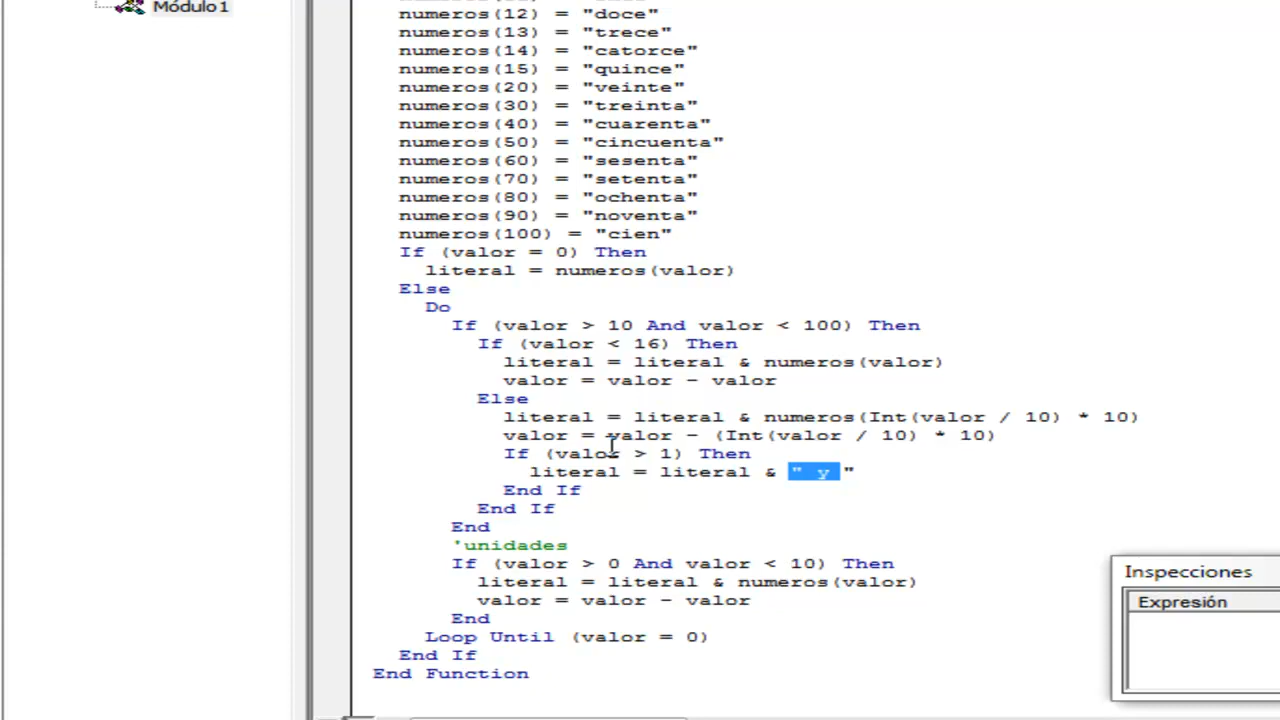 Módulo1
numeros(12) = "doce"
numeros(13) = "trece"
numeros(14) = "catorce"
numeros(15) = "quince"
numeros(20) = "veinte"
numeros(30) = "treinta"
numeros(40) = "cuarenta"
numeros(50) = "cincuenta"
numeros(60) = "sesenta"
numeros(70) = "setenta"
numeros(80) = "ochenta"
numeros(90) = "noventa"
numeros(100) = "cien"
If (valor = 0) Then
literal = numeros(valor)
Else
Do
If (valor > 10 And valor < 100) Then
If (valor < 16) Then
literal = literal & numeros(valor)
valor = valor - valor
Else
literal = literal & numeros(Int(valor / 10) * 10)
valor = valor - (Int(valor / 10) * 10)
If (valor > 1) Then
literal = literal & " y "
End If
End If
End
'unidades
If (valor > 0 And valor < 10) Then
literal = literal & numeros(valor)
valor = valor - valor
End
Loop Until (valor = 0)
End If
End Function
Inspecciones
Expresión